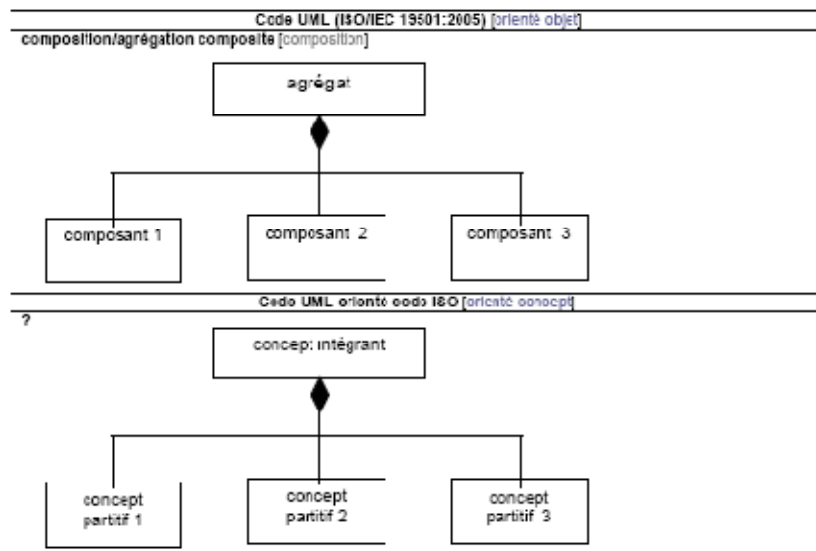 Code UML (ISO/IEC 19501:2005) [orienté objet]
composition/agrégation composite [composition]
agrégat
composant 1
composant 2
composant 3
Code UML orienté code ISO [orienté concept]
?
concept intégrant
concept
partitif 1
concept
partitif 2
concept
partitif 3